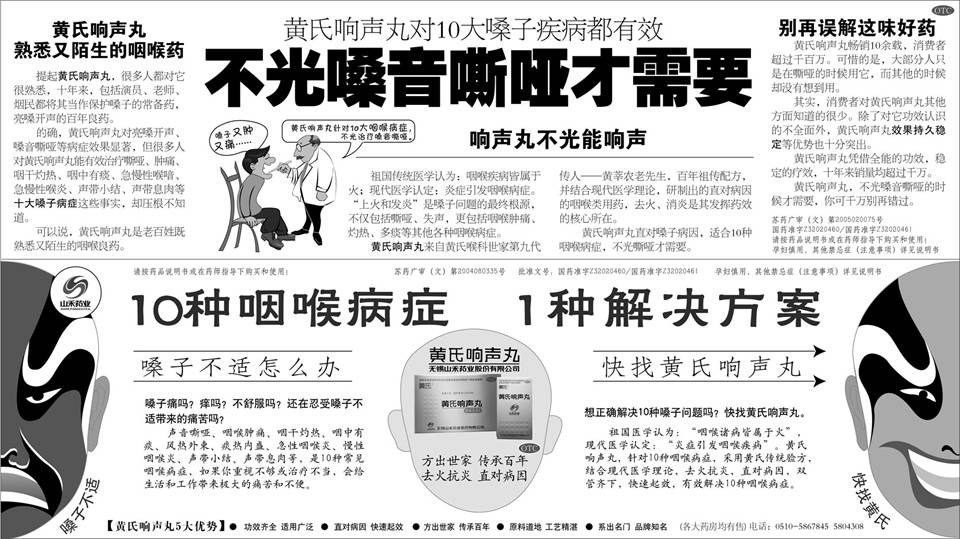 黄氏响声丸
熟悉又陌生的咽喉药
提起黄氏响声丸，很多人都对它
很熟悉，十年来，包括演员、老师、
烟民都将其当作保护嗓子的常备药，
亮嗓开声的百年良药。
的确，黄氏响声丸对亮嗓开声、
嗓音嘶哑等病症效果显著，但很多人
对黄氏响声丸能有效治疗嘶哑、肿痛、
咽干灼热、咽中有痰、急慢性喉喑、
急慢性喉炎、声带小结、声带息肉等
十大嗓子病症这些事实，却压根不知
道。
可以说，黄氏响声丸是老百姓既
熟悉又陌生的咽喉良药。
黄氏响声丸对10大嗓子疾病都有效
不光嗓音嘶哑才需要
嗓子又肿
又痛……
黄氏响声丸针对10大咽喉病症，
不光治疗嗓音嘶哑。
响声丸不光能响声
祖国传统医学认为：咽喉疾病皆属于
火；现代医学认定：炎症引发咽喉病症。
“上火和发炎”是嗓子问题的最终根源，
不仅包括嘶哑、失声，更包括咽喉肿痛、
灼热、多痰等其他各种咽喉病症。
黄氏响声丸来自黄氏喉科世家第九代
传人——黄莘农老先生，百年祖传配方，
并结合现代医学理论，研制出的直对病因
的咽喉类用药，去火、消炎是其发挥药效
的核心所在。
黄氏响声丸直对嗓子病因，适合10种
咽喉病症，不光嘶哑才需要。
OTC
别再误解这味好药
黄氏响声丸畅销10余载，消费者
超过千百万。可惜的是，大部分人只
是在嘶哑的时候用它，而其他的时候
却没有想到用。
其实，消费者对黄氏响声丸其他
方面知道的很少。除了对它功效认识
的不全面外，黄氏响声丸效果持久稳
定等优势也十分突出。
黄氏响声丸凭借全能的功效，稳
定的疗效，十年来销量均超过千万。
黄氏响声丸，不光嗓音嘶哑的时
候才需要，你可千万别再错过。
苏药广审（文）第2005020075号
国药准字Z32020460/国药准字Z32020461
请按药品说明书或在药师指导下购买和使用
孕妇慎用、其他禁忌症（注意事项）详见说明书
山禾药业
请按药品说明书或在药师指导下购买和使用：
苏药广审（文）第2004080335号 批准文号：国药准字Z32020460/国药准字Z32020461 孕妇慎用、其他禁忌症（注意事项）详见说明书
10种咽喉病症 1种解决方案
嗓子不适怎么办
嗓子痛吗？痒吗？不舒服吗？还在忍受嗓子不
适带来的痛苦吗？
声音嘶哑、咽喉肿痛、咽干灼热、咽中有
痰、风热外束、痰热内盛、急性咽喉炎、慢性
咽喉炎、声带小结、声带息肉等，是10种常见
咽喉病症，如果你重视不够或治疗不当，会给
生活和工作带来极大的痛苦和不便。
嗓子不适
黄氏响声丸
无锡山禾药业股份有限公司
黄氏
黄氏响声丸
黄氏响声丸
OTC
方出世家 传承百年
去火抗炎 直对病因
快找黄氏响声丸
想正确解决10种嗓子问题吗？快找黄氏响声丸。
祖国医学认为：“咽喉诸病皆属于火”，
现代医学认定：“炎症引发咽喉疾病”。黄氏
响声丸，针对10种咽喉病症，采用黄氏传统验方，
结合现代医学理论，去火抗炎，直对病因，双
管齐下，快速起效，有效解决10种咽喉病症。
快找黄氏
【黄氏响声丸5大优势】 ● 功效齐全 适用广泛 ● 直对病因 快速起效 ● 方出世家 传承百年 ● 原料道地 工艺精湛 ● 系出名门 品牌知名 (各大药房均有售) 电话：0510-5867845 5804308